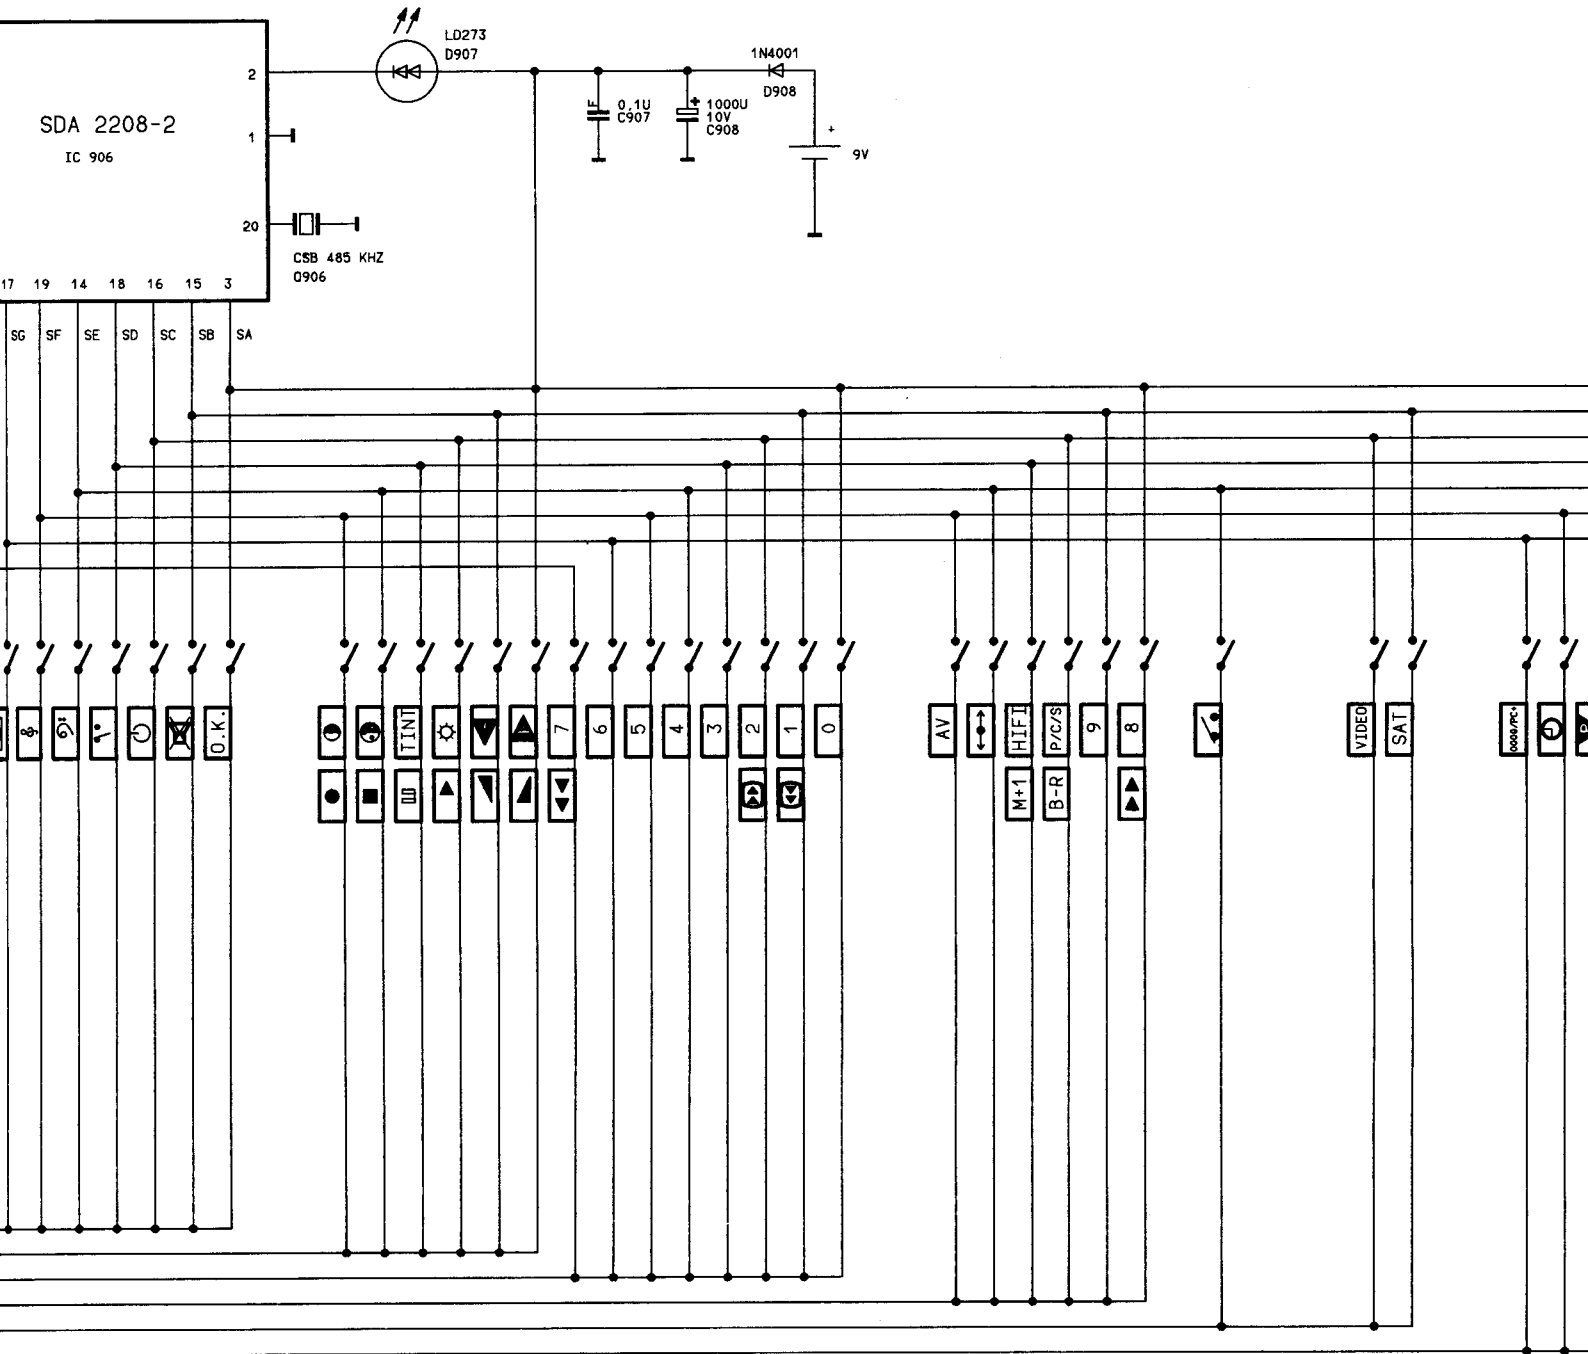 LD273
D907
1N4001
D908
2
0,1U
C907
+
1000U
10V
C908
+
9V
SDA 2208-2
IC 906
1
20
CSB 485 KHZ
Q906
17 19 14 18 16 15 3
SG SF SE SD SC SB SA
O.K.
TINT
7
6
5
4
3
2
1
0
AV
HIFI
P/C/S
9
8
VIDEO
SAT
M+1
B-R